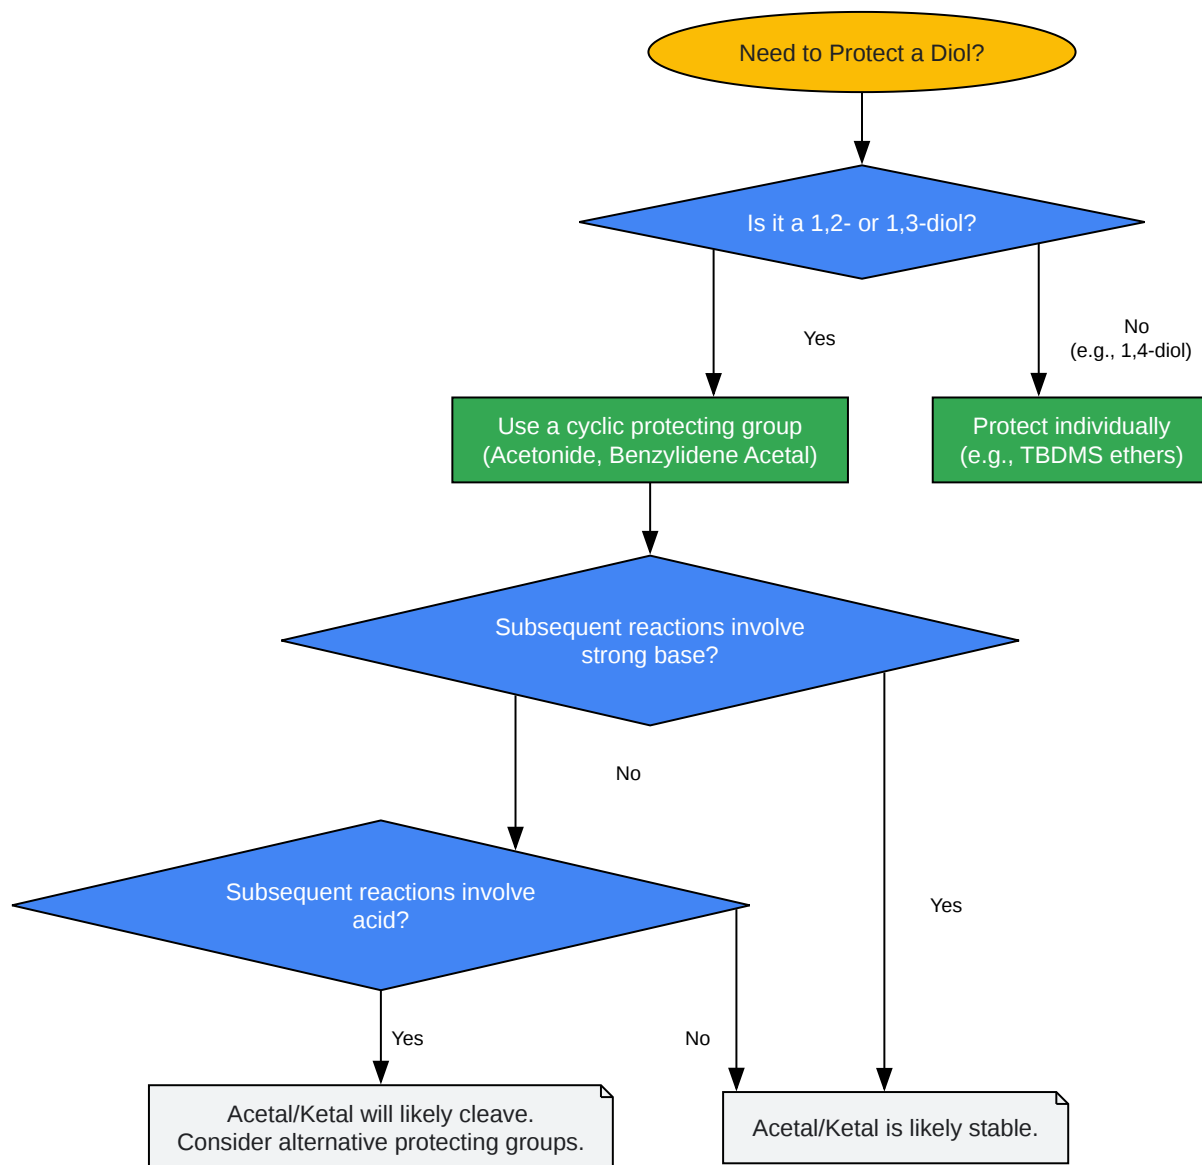 Need to Protect a Diol?
Is it a 1,2- or 1,3-diol?
Yes
No
(e.g., 1,4-diol)
Use a cyclic protecting group
(Acetonide, Benzylidene Acetal)
Protect individually
(e.g., TBDMS ethers)
Subsequent reactions involve
strong base?
No
Subsequent reactions involve
acid?
Yes
Yes
No
Acetal/Ketal will likely cleave.
Consider alternative protecting groups.
Acetal/Ketal is likely stable.